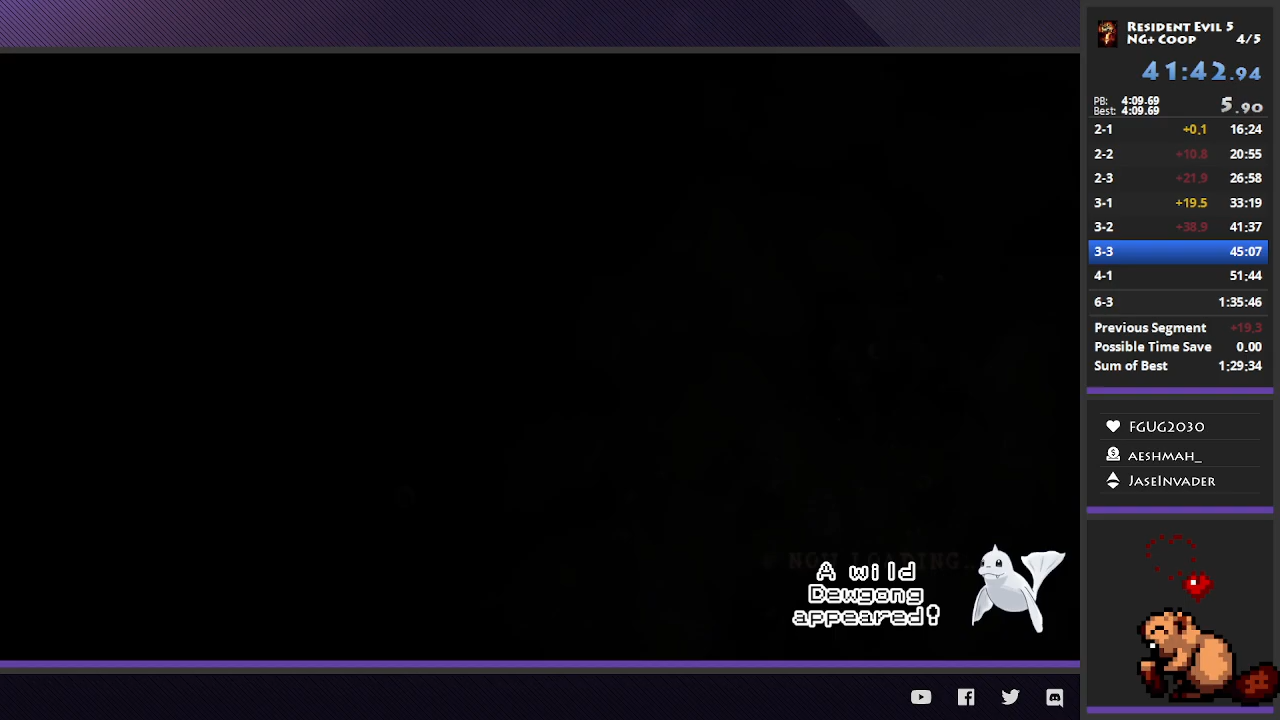 Resident Evil 5
NG+ Coop 4/5
41:42.94
PB: 4:09.69
Best: 4:09.69
5.90
2-1 +0.1 16:24
2-2 +10.8 20:55
2-3 +21.9 26:58
3-1 +19.5 33:19
3-2 +38.9 41:37
3-3 45:07
4-1 51:44
6-3 1:35:46
Previous Segment +19.3
Possible Time Save 0.00
Sum of Best 1:29:34
FGUG2030
AESHMAH_
JaseInvader
NOW LOADING...
A wild
Dewgong
appeared!